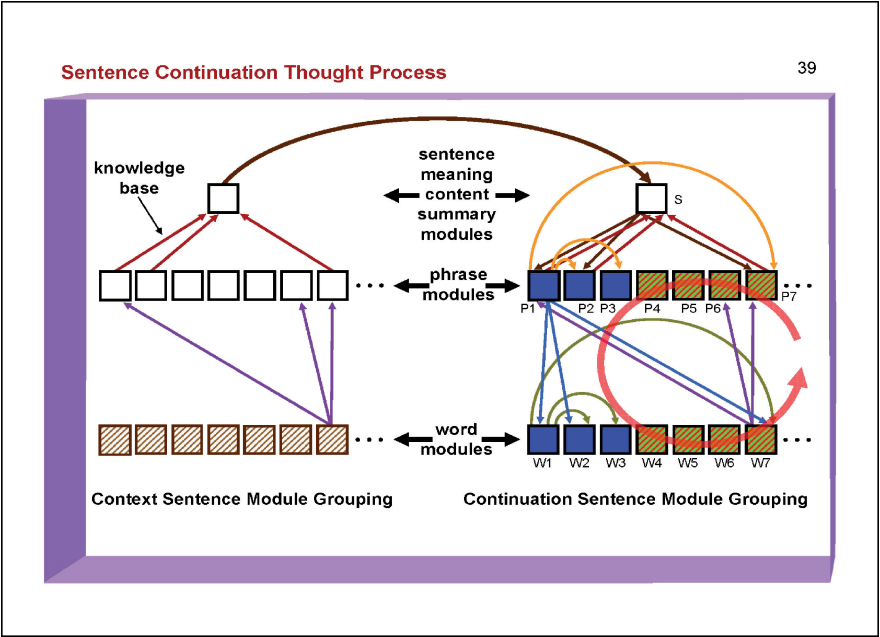 Sentence Continuation Thought Process
39
knowledge
base
sentence
meaning
content
summary
modules
S
phrase
modules
P1 P2 P3 P4 P5 P6 P7
word
modules
W1 W2 W3 W4 W5 W6 W7
Context Sentence Module Grouping
Continuation Sentence Module Grouping